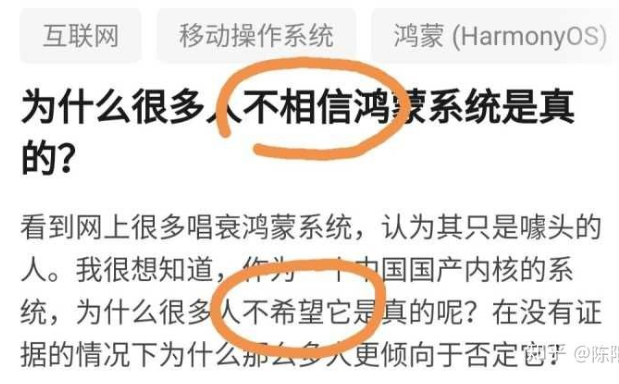 互联网 移动操作系统 鸿蒙 (HarmonyOS)
为什么很多人不相信鸿蒙系统是真
的？
看到网上很多唱衰鸿蒙系统，认为其只是噱头的
人。我很想知道，作为一个中国国产内核的系
统，为什么很多人不希望它是真的呢？在没有证
据的情况下为什么那么多人更倾向于否定它？
知乎 @陈阳